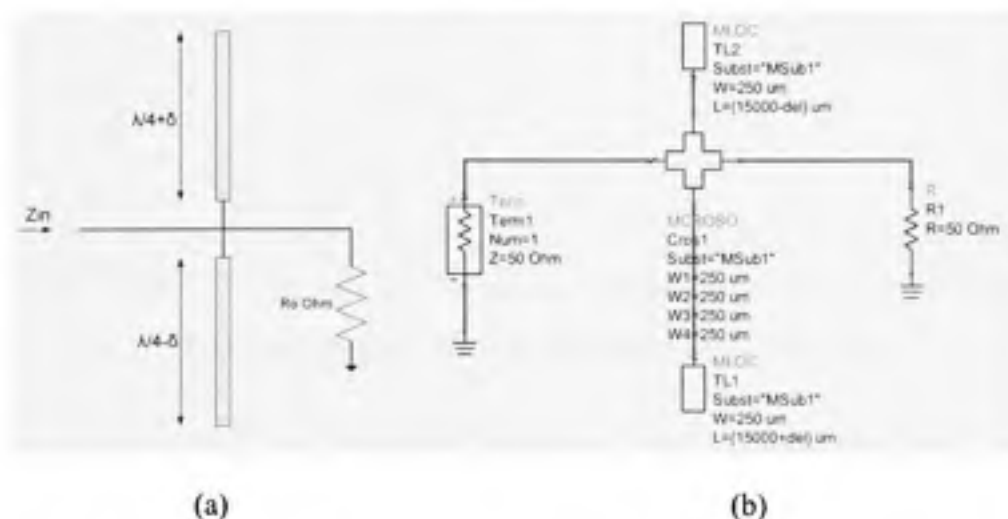 λ/4+δ
Zin
λ/4-δ
Ro Ohm
MLOC
TL2
Subst="MSub1"
W=250 um
L=(15000-del) um
Term
Term1
Num=1
Z=50 Ohm
MCROSO
Cros1
Subst="MSub1"
W1=250 um
W2=250 um
W3=250 um
W4=250 um
R
R1
R=50 Ohm
MLOC
TL1
Subst="MSub1"
W=250 um
L=(15000+del) um
(a)
(b)